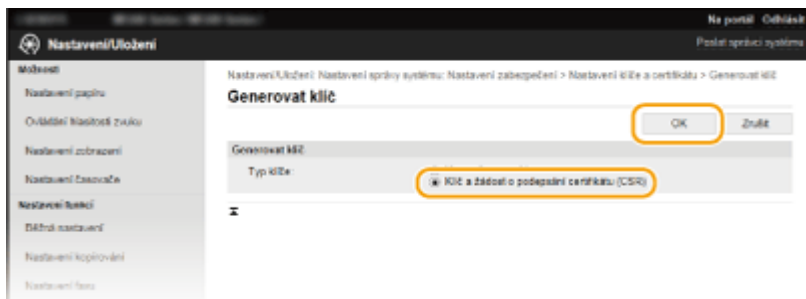 Na portál Odhlásit
Nastavení/Uložení
Poslat správci systému
Možnosti
Nastavení papíru
Ovládání hlasitosti zvuku
Nastavení zobrazení
Nastavení časovače
Nastavení funkcí
Běžná nastavení
Nastavení kopírování
Nastavení faxu
Nastavení/Uložení: Nastavení správy systému: Nastavení zabezpečení > Nastavení klíče a certifikátu > Generovat klíč
Generovat klíč
OK
Zrušit
Generovat klíč
Typ klíče:
Klíč a žádost o podepsání certifikátu (CSR)